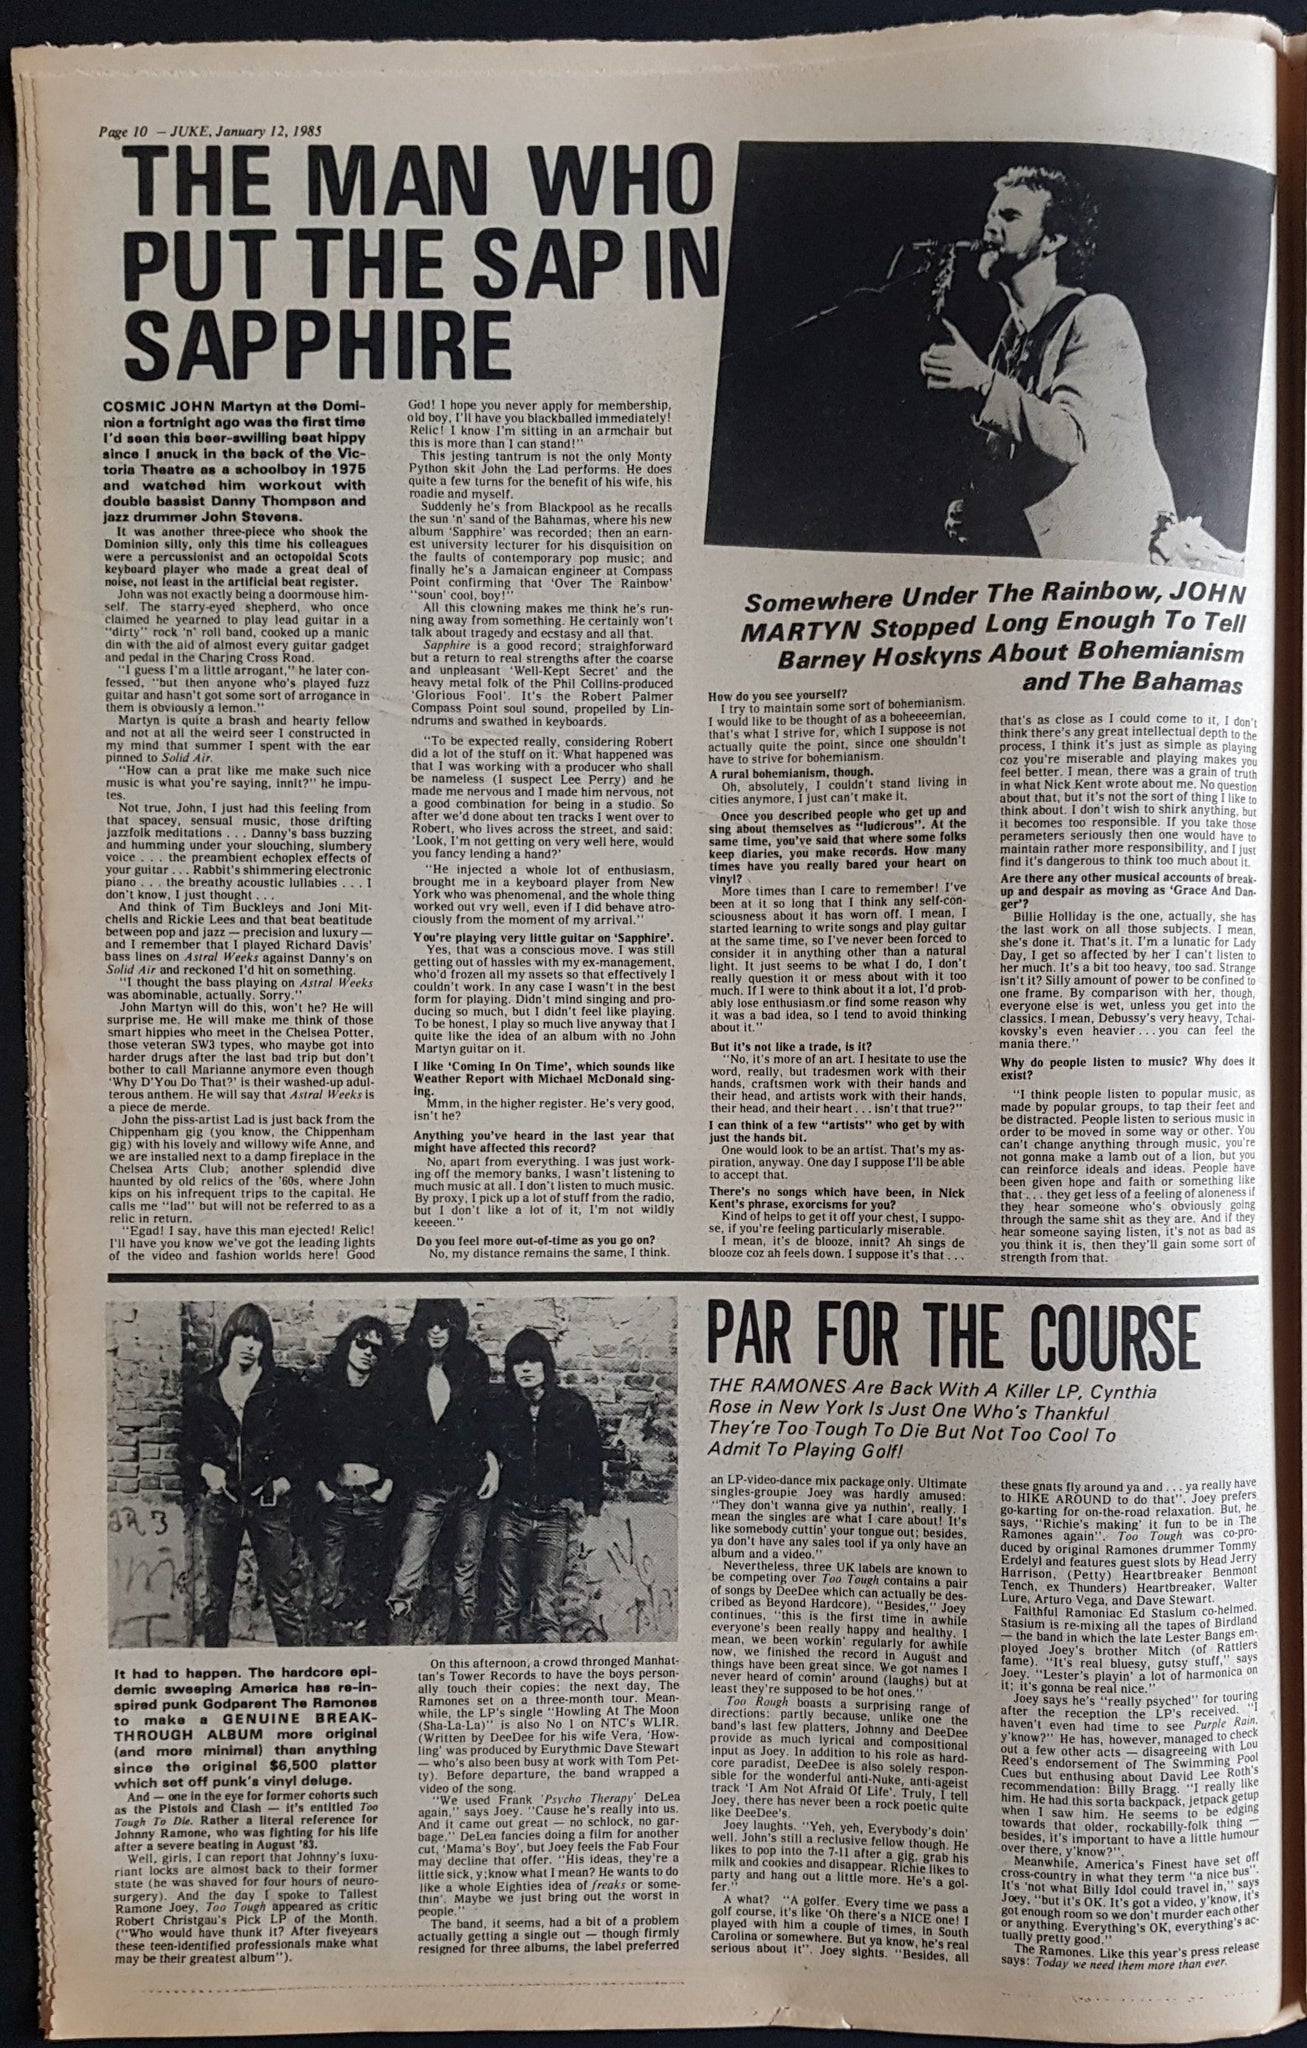 Page 10 — JUKE, January 12, 1985
THE MAN WHO
PUT THE SAP IN
SAPPHIRE
COSMIC JOHN Martyn at the Domi-
nion a fortnight ago was the first time
I'd seen this beer-swilling beat hippy
since I snuck in the back of the Vic-
toria Theatre as a schoolboy in 1975
and watched him workout with
double bassist Danny Thompson and
jazz drummer John Stevens.
It was another three-piece who shook the
Dominion silly, only this time his colleagues
were a percussionist and an octopoidal Scots
keyboard player who made a great deal of
noise, not least in the artificial beat register.
John was not exactly being a doormouse him-
self. The starry-eyed shepherd, who once
claimed he yearned to play lead guitar in a
"dirty" rock 'n' roll band, cooked up a manic
din with the aid of almost every guitar gadget
and pedal in the Charing Cross Road.
"I guess I'm a little arrogant," he later con-
fessed, "but then anyone who's played fuzz
guitar and hasn't got some sort of arrogance in
them is obviously a lemon."
Martyn is quite a brash and hearty fellow
and not at all the weird seer I constructed in
my mind that summer I spent with the ear
pinned to Solid Air.
"How can a prat like me make such nice
music is what you're saying, innit?" he impu-
tes.
Not true, John, I just had this feeling from
that spacey, sensual music, those drifting
jazzfolk meditations . . . Danny's bass buzzing
and humming under your slouching, slumbery
voice . . . the preambient echoplex effects of
your guitar . . . Rabbit's shimmering electronic
piano . . . the breathy acoustic lullabies . . . I
don't know, I just thought . . .
And think of Tim Buckleys and Joni Mit-
chells and Rickie Lees and that beat beatitude
between pop and jazz — precision and luxury —
and I remember that I played Richard Davis'
bass lines on Astral Weeks against Danny's on
Solid Air and reckoned I'd hit on something.
"I thought the bass playing on Astral Weeks
was abominable, actually. Sorry."
John Martyn will do this, won't he? He will
surprise me. He will make me think of those
smart hippies who meet in the Chelsea Potter,
those veteran SW3 types, who maybe got into
harder drugs after the last bad trip but don't
bother to call Marianne anymore even though
'Why D'You Do That?' is their washed-up adul-
terous anthem. He will say that Astral Weeks is
a piece de merde.
John the piss-artist Lad is just back from the
Chippenham gig (you know, the Chippenham
gig) with his lovely and willowy wife Anne, and
we are installed next to a damp fireplace in the
Chelsea Arts Club; another splendid dive
haunted by old relics of the '60s, where John
kips on his infrequent trips to the capital. He
calls me "lad" but will not be referred to as a
relic in return.
"Egad! I say, have this man ejected! Relic!
I'll have you know we've got the leading lights
of the video and fashion worlds here! Good
God! I hope you never apply for membership,
old boy, I'll have you blackballed immediately!
Relic! I know I'm sitting in an armchair but
this is more than I can stand!"
This jesting tantrum is not the only Monty
Python skit John the Lad performs. He does
quite a few turns for the benefit of his wife, his
roadie and myself.
Suddenly he's from Blackpool as he recalls
the sun 'n' sand of the Bahamas, where his new
album 'Sapphire' was recorded; then an earn-
est university lecturer for his disquisition on
the faults of contemporary pop music; and
finally he's a Jamaican engineer at Compass
Point confirming that 'Over The Rainbow'
"soun' cool, boy!"
All this clowning makes me think he's run-
ning away from something. He certainly won't
talk about tragedy and ecstasy and all that.
Sapphire is a good record; straighforward
but a return to real strengths after the coarse
and unpleasant 'Well-Kept Secret' and the
heavy metal folk of the Phil Collins-produced
'Glorious Fool'. It's the Robert Palmer
Compass Point soul sound, propelled by Lin-
ndrums and swathed in keyboards.
"To be expected really, considering Robert
did a lot of the stuff on it. What happened was
that I was working with a producer who shall
be nameless (I suspect Lee Perry) and he
made me nervous and I made him nervous, not
a good combination for being in a studio. So
after we'd done about ten tracks I went over to
Robert, who lives across the street, and said:
'Look, I'm not getting on very well here, would
you fancy lending a hand?'
"He injected a whole lot of enthusiasm,
brought me in a keyboard player from New
York who was phenomenal, and the whole thing
worked out vry well, even if I did behave atro-
ciously from the moment of my arrival."
You're playing very little guitar on 'Sapphire'.
Yes, that was a conscious move. I was still
getting out of hassles with my ex-management,
who'd frozen all my assets so that effectively I
couldn't work. In any case I wasn't in the best
form for playing. Didn't mind singing and pro-
ducing so much, but I didn't feel like playing.
To be honest, I play so much live anyway that I
quite like the idea of an album with no John
Martyn guitar on it.
I like 'Coming In On Time', which sounds like
Weather Report with Michael McDonald sing-
ing.
Mmm, in the higher register. He's very good,
isn't he?
Anything you've heard in the last year that
might have affected this record?
No, apart from everything. I was just work-
ing off the memory banks, I wasn't listening to
much music at all. I don't listen to much music.
By proxy, I pick up a lot of stuff from the radio,
but I don't like a lot of it, I'm not wildly
keeeen."
Do you feel more out-of-time as you go on?
No, my distance remains the same, I think.
Somewhere Under The Rainbow, JOHN
MARTYN Stopped Long Enough To Tell
Barney Hoskyns About Bohemianism
and The Bahamas
How do you see yourself?
I try to maintain some sort of bohemianism.
I would like to be thought of as a boheeeemian,
that's what I strive for, which I suppose is not
actually quite the point, since one shouldn't
have to strive for bohemianism.
A rural bohemianism, though.
Oh, absolutely, I couldn't stand living in
cities anymore, I just can't make it.
Once you described people who get up and
sing about themselves as "ludicrous". At the
same time, you've said that where some folks
keep diaries, you make records. How many
times have you really bared your heart on
vinyl?
More times than I care to remember! I've
been at it so long that I think any self-con-
sciousness about it has worn off. I mean, I
started learning to write songs and play guitar
at the same time, so I've never been forced to
consider it in anything other than a natural
light. It just seems to be what I do, I don't
really question it or mess about with it too
much. If I were to think about it a lot, I'd prob-
ably lose enthusiasm,or find some reason why
it was a bad idea, so I tend to avoid thinking
about it."
But it's not like a trade, is it?
"No, it's more of an art. I hesitate to use the
word, really, but tradesmen work with their
hands, craftsmen work with their hands and
their head, and artists work with their hands,
their head, and their heart . . . isn't that true?"
I can think of a few "artists" who get by with
just the hands bit.
One would look to be an artist. That's my as-
piration, anyway. One day I suppose I'll be able
to accept that.
There's no songs which have been, in Nick
Kent's phrase, exorcisms for you?
Kind of helps to get it off your chest, I suppo-
se, if you're feeling particularly miserable.
I mean, it's de blooze, innit? Ah sings de
blooze coz ah feels down. I suppose it's that . . .
that's as close as I could come to it, I don't
think there's any great intellectual depth to the
process, I think it's just as simple as playing
coz you're miserable and playing makes you
feel better. I mean, there was a grain of truth
in what Nick Kent wrote about me. No question
about that, but it's not the sort of thing I like to
think about. I don't wish to shirk anything, but
it becomes too responsible. If you take those
perameters seriously then one would have to
maintain rather more responsibility, and I just
find it's dangerous to think too much about it.
Are there any other musical accounts of break-
up and despair as moving as 'Grace And Dan-
ger'?
Billie Holliday is the one, actually, she has
the last work on all those subjects. I mean,
she's done it. That's it. I'm a lunatic for Lady
Day, I get so affected by her I can't listen to
her much. It's a bit too heavy, too sad. Strange
isn't it? Silly amount of power to be confined to
one frame. By comparison with her, though,
everyone else is wet, unless you get into the
classics. I mean, Debussy's very heavy, Tchai-
kovsky's even heavier . . . you can feel the
mania there."
Why do people listen to music? Why does it
exist?
"I think people listen to popular music, as
made by popular groups, to tap their feet and
be distracted. People listen to serious music in
order to be moved in some way or other. You
can't change anything through music, you're
not gonna make a lamb out of a lion, but you
can reinforce ideals and ideas. People have
been given hope and faith or something like
that . . . they get less of a feeling of aloneness if
they hear someone who's obviously going
through the same shit as they are. And if they
hear someone saying listen, it's not as bad as
you think it is, then they'll gain some sort of
strength from that.
PAR FOR THE COURSE
THE RAMONES Are Back With A Killer LP, Cynthia
Rose in New York Is Just One Who's Thankful
They're Too Tough To Die But Not Too Cool To
Admit To Playing Golf!
It had to happen. The hardcore epi-
demic sweeping America has re-in-
spired punk Godparent The Ramones
to make a GENUINE BREAK-
THROUGH ALBUM more original
(and more minimal) than anything
since the original $6,500 platter
which set off punk's vinyl deluge.
And — one in the eye for former cohorts such
as the Pistols and Clash — it's entitled Too
Tough To Die. Rather a literal reference for
Johnny Ramone, who was fighting for his life
after a severe beating in August '83.
Well, girls, I can report that Johnny's luxu-
riant locks are almost back to their former
state (he was shaved for four hours of neuro-
surgery). And the day I spoke to Tallest
Ramone Joey, Too Tough appeared as critic
Robert Christgau's Pick LP of the Month.
("Who would have thunk it? After fiveyears
these teen-identified professionals make what
may be their greatest album").
On this afternoon, a crowd thronged Manhat-
tan's Tower Records to have the boys person-
ally touch their copies: the next day, The
Ramones set on a three-month tour. Mean-
while, the LP's single "Howling At The Moon
(Sha-La-La)" is also No 1 on NTC's WLIR.
(Written by DeeDee for his wife Vera, 'How-
ling' was produced by Eurythmic Dave Stewart
— who's also been busy at work with Tom Pet-
ty). Before departure, the band wrapped a
video of the song.
"We used Frank 'Psycho Therapy' DeLea
again," says Joey. "Cause he's really into us.
And it came out great — no schlock, no gar-
bage." DeLea fancies doing a film for another
cut, 'Mama's Boy', but Joey feels the Fab Four
may decline that offer. "His ideas, they're a
little sick, y;know what I mean? He wants to do
like a whole Eighties idea of freaks or some-
thin'. Maybe we just bring out the worst in
people."
The band, it seems, had a bit of a problem
actually getting a single out — though firmly
resigned for three albums, the label preferred
an LP-video-dance mix package only. Ultimate
singles-groupie Joey was hardly amused:
"They don't wanna give ya nuthin', really. I
mean the singles are what I care about! It's
like somebody cuttin' your tongue out; besides,
ya don't have any sales tool if ya only have an
album and a video."
Nevertheless, three UK labels are known to
be competing over Too Tough contains a pair
of songs by DeeDee which can actually be des-
cribed as Beyond Hardcore). "Besides," Joey
continues, "this is the first time in awhile
everyone's been really happy and healthy. I
mean, we been workin' regularly for awhile
now, we finished the record in August and
things have been great since. We got names I
never heard of comin' around (laughs) but at
least they're supposed to be hot ones."
Too Rough boasts a surprising range of
directions: partly because, unlike one the
band's last few platters, Johnny and DeeDee
provide as much lyrical and compositional
input as Joey. In addition to his role as hard-
core paradist, DeeDee is also solely respon-
sible for the wonderful anti-Nuke, anti-ageist
track 'I Am Not Afraid Of Life'. Truly, I tell
Joey, there has never been a rock poetic quite
like DeeDee's.
Joey laughs. "Yeh, yeh, Everybody's doin'
well. John's still a reclusive fellow though. He
likes to pop into the 7-11 after a gig, grab his
milk and cookies and disappear. Richie likes to
party and hang out a little more. He's a gol-
fer."
A what? "A golfer. Every time we pass a
golf course, it's like 'Oh there's a NICE one! I
played with him a couple of times, in South
Carolina or somewhere. But ya know, he's real
serious about it". Joey sights. "Besides, all
these gnats fly around ya and . . . ya really have
to HIKE AROUND to do that". Joey prefers
go-karting for on-the-road relaxation. But, he
says, "Richie's making' it fun to be in The
Ramones again". Too Tough was co-pro-
duced by original Ramones drummer Tommy
Erdelyl and features guest slots by Head Jerry
Harrison, (Petty) Heartbreaker Benmont
Tench, ex Thunders) Heartbreaker, Walter
Lure, Arturo Vega, and Dave Stewart.
Faithful Ramoniac Ed Staslum co-helmed.
Stasium is re-mixing all the tapes of Birdland
— the band in which the late Lester Bangs em-
ployed Joey's brother Mitch (of Rattlers
fame). "It's real bluesy, gutsy stuff," says
Joey. "Lester's playin' a lot of harmonica on
it; it's gonna be real nice."
Joey says he's "really psyched" for touring
after the reception the LP's received. "I
haven't even had time to see Purple Rain,
y'know?" He has, however, managed to check
out a few other acts — disagreeing with Lou
Reed's endorsement of The Swimming Pool
Cues but enthusing about David Lee Roth's
recommendation: Billy Bragg. "I really like
him. He had this sorta backpack, jetpack getup
when I saw him. He seems to be edging
towards that older, rockabilly-folk thing —
besides, it's important to have a little humour
over there, y'know?".
Meanwhile, America's Finest have set off
cross-country in what they term "a nice bus".
"It's not what Billy Idol could travel in," says
Joey, "but it's OK. It's got a video, y'know, it's
got enough room so we don't murder each other
or anything. Everything's OK, everything's ac-
tually pretty good."
The Ramones. Like this year's press release
says: Today we need them more than ever.